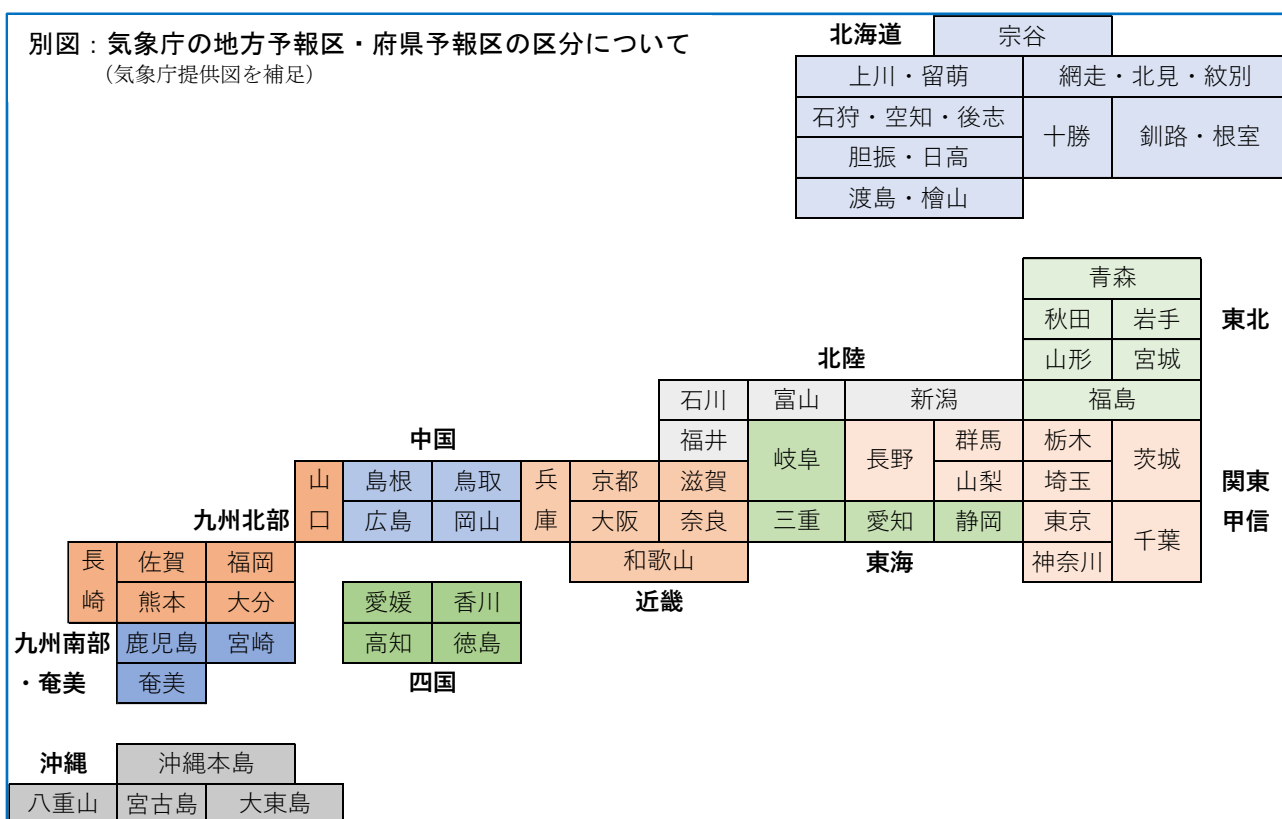 別図：気象庁の地方予報区・府県予報区の区分について
（気象庁提供図を補足）
北海道 宗谷
上川・留萌 網走・北見・紋別
石狩・空知・後志 十勝 釧路・根室
胆振・日高
渡島・檜山
青森
秋田 岩手 東北
北陸 山形 宮城
石川 富山 新潟 福島
中国 福井 岐阜 長野 群馬 栃木 茨城
山口 島根 鳥取 兵庫 京都 滋賀 山梨 埼玉 関東
九州北部 広島 岡山 大阪 奈良 三重 愛知 静岡 東京 千葉 甲信
長崎 佐賀 福岡 和歌山 東海 神奈川
熊本 大分 愛媛 香川 近畿
九州南部 鹿児島 宮崎 高知 徳島
・奄美 奄美 四国
沖縄 沖縄本島
八重山 宮古島 大東島